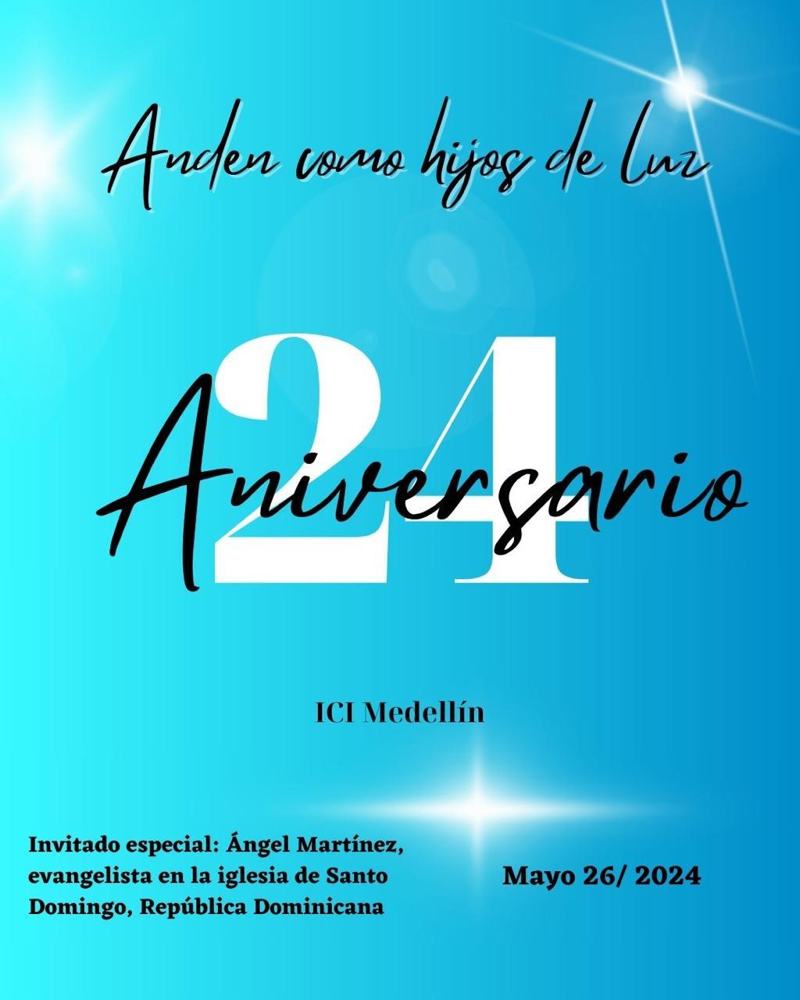 Anden como hijos de Luz
24
Aniversario
ICI Medellín
Invitado especial: Ángel Martínez,
evangelista en la iglesia de Santo
Domingo, República Dominicana
Mayo 26/ 2024